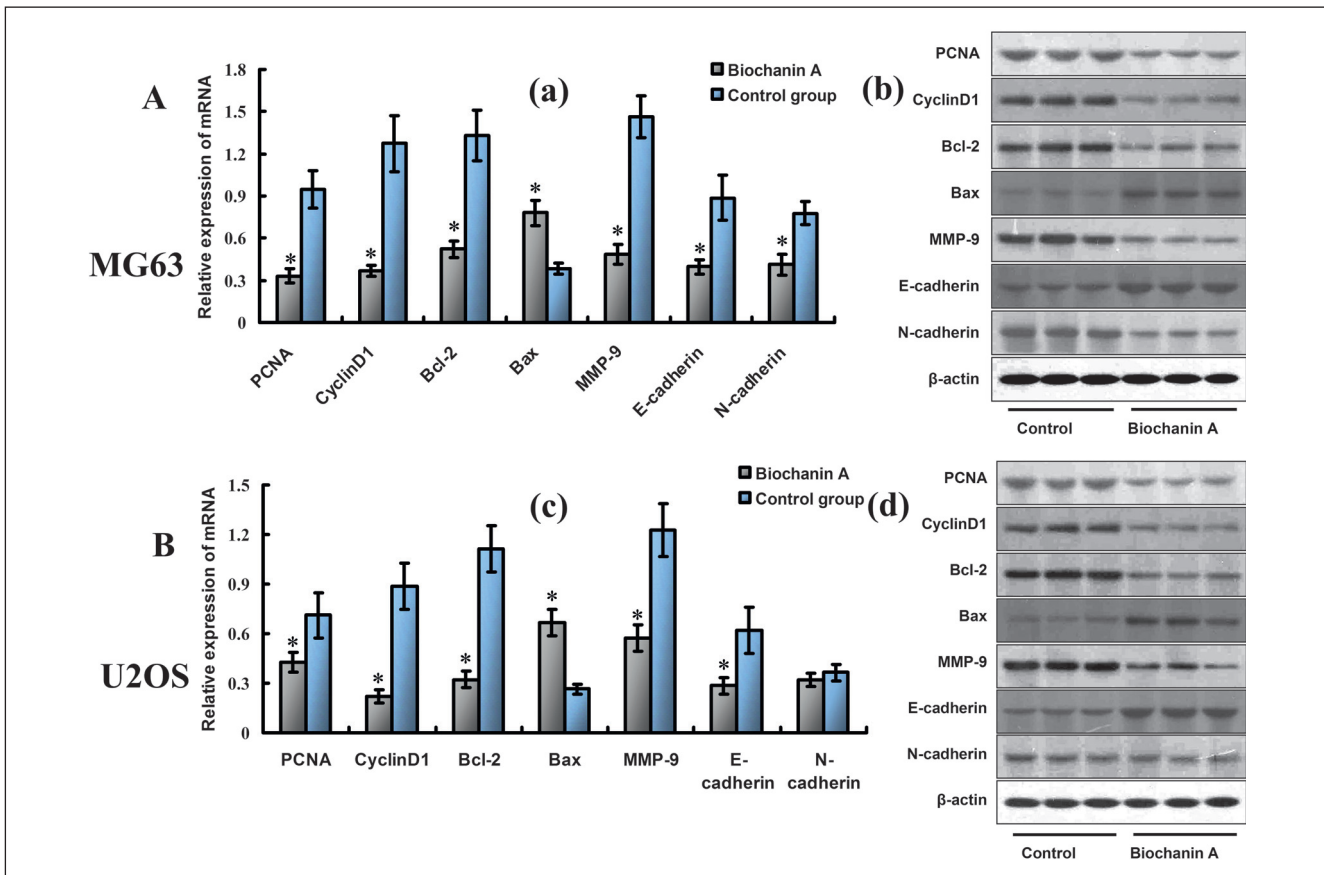 A
MG63
(a)
Biochanin A
Control group
Relative expression of mRNA
1.8
1.5
1.2
0.9
0.6
0.3
0
*
*
*
*
*
*
*
PCNA
CyclinD1
Bcl-2
Bax
MMP-9
E-cadherin
N-cadherin
(b)
PCNA
CyclinD1
Bcl-2
Bax
MMP-9
E-cadherin
N-cadherin
β-actin
Control Biochanin A
B
U2OS
(c)
Biochanin A
Control group
Relative expression of mRNA
1.5
1.2
0.9
0.6
0.3
0
*
*
*
*
*
*
PCNA CyclinD1 Bcl-2 Bax MMP-9 E- N-
cadherin cadherin
(d)
PCNA
CyclinD1
Bcl-2
Bax
MMP-9
E-cadherin
N-cadherin
β-actin
Control Biochanin A